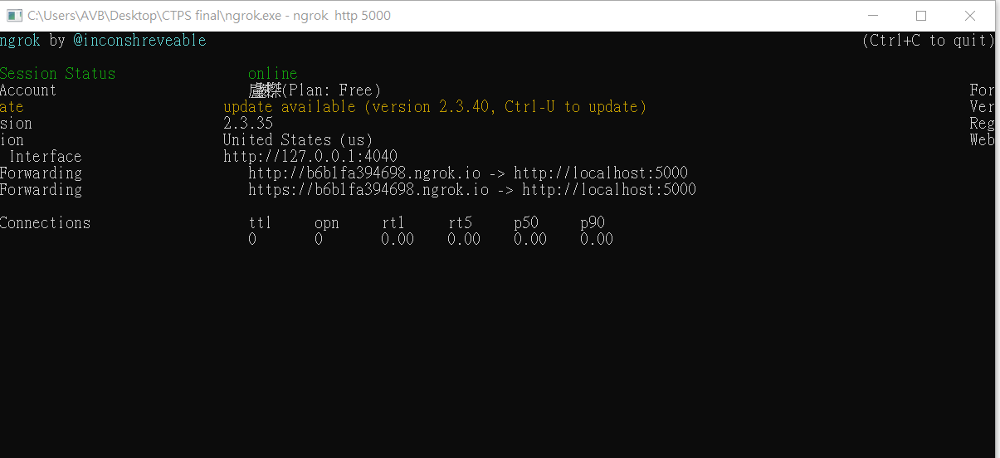 C:\Users\AVB\Desktop\CTPS final\ngrok.exe - ngrok http 5000
ngrok by @inconshreveable (Ctrl+C to quit)
Session Status online
Account (Plan: Free) For
ate update available (version 2.3.40, Ctrl-U to update) Ver
sion 2.3.35 Reg
ion United States (us) Web
Interface http://127.0.0.1:4040
Forwarding http://b6b1fa394698.ngrok.io -> http://localhost:5000
Forwarding https://b6b1fa394698.ngrok.io -> http://localhost:5000
Connections ttl opn rt1 rt5 p50 p90
0 0 0.00 0.00 0.00 0.00